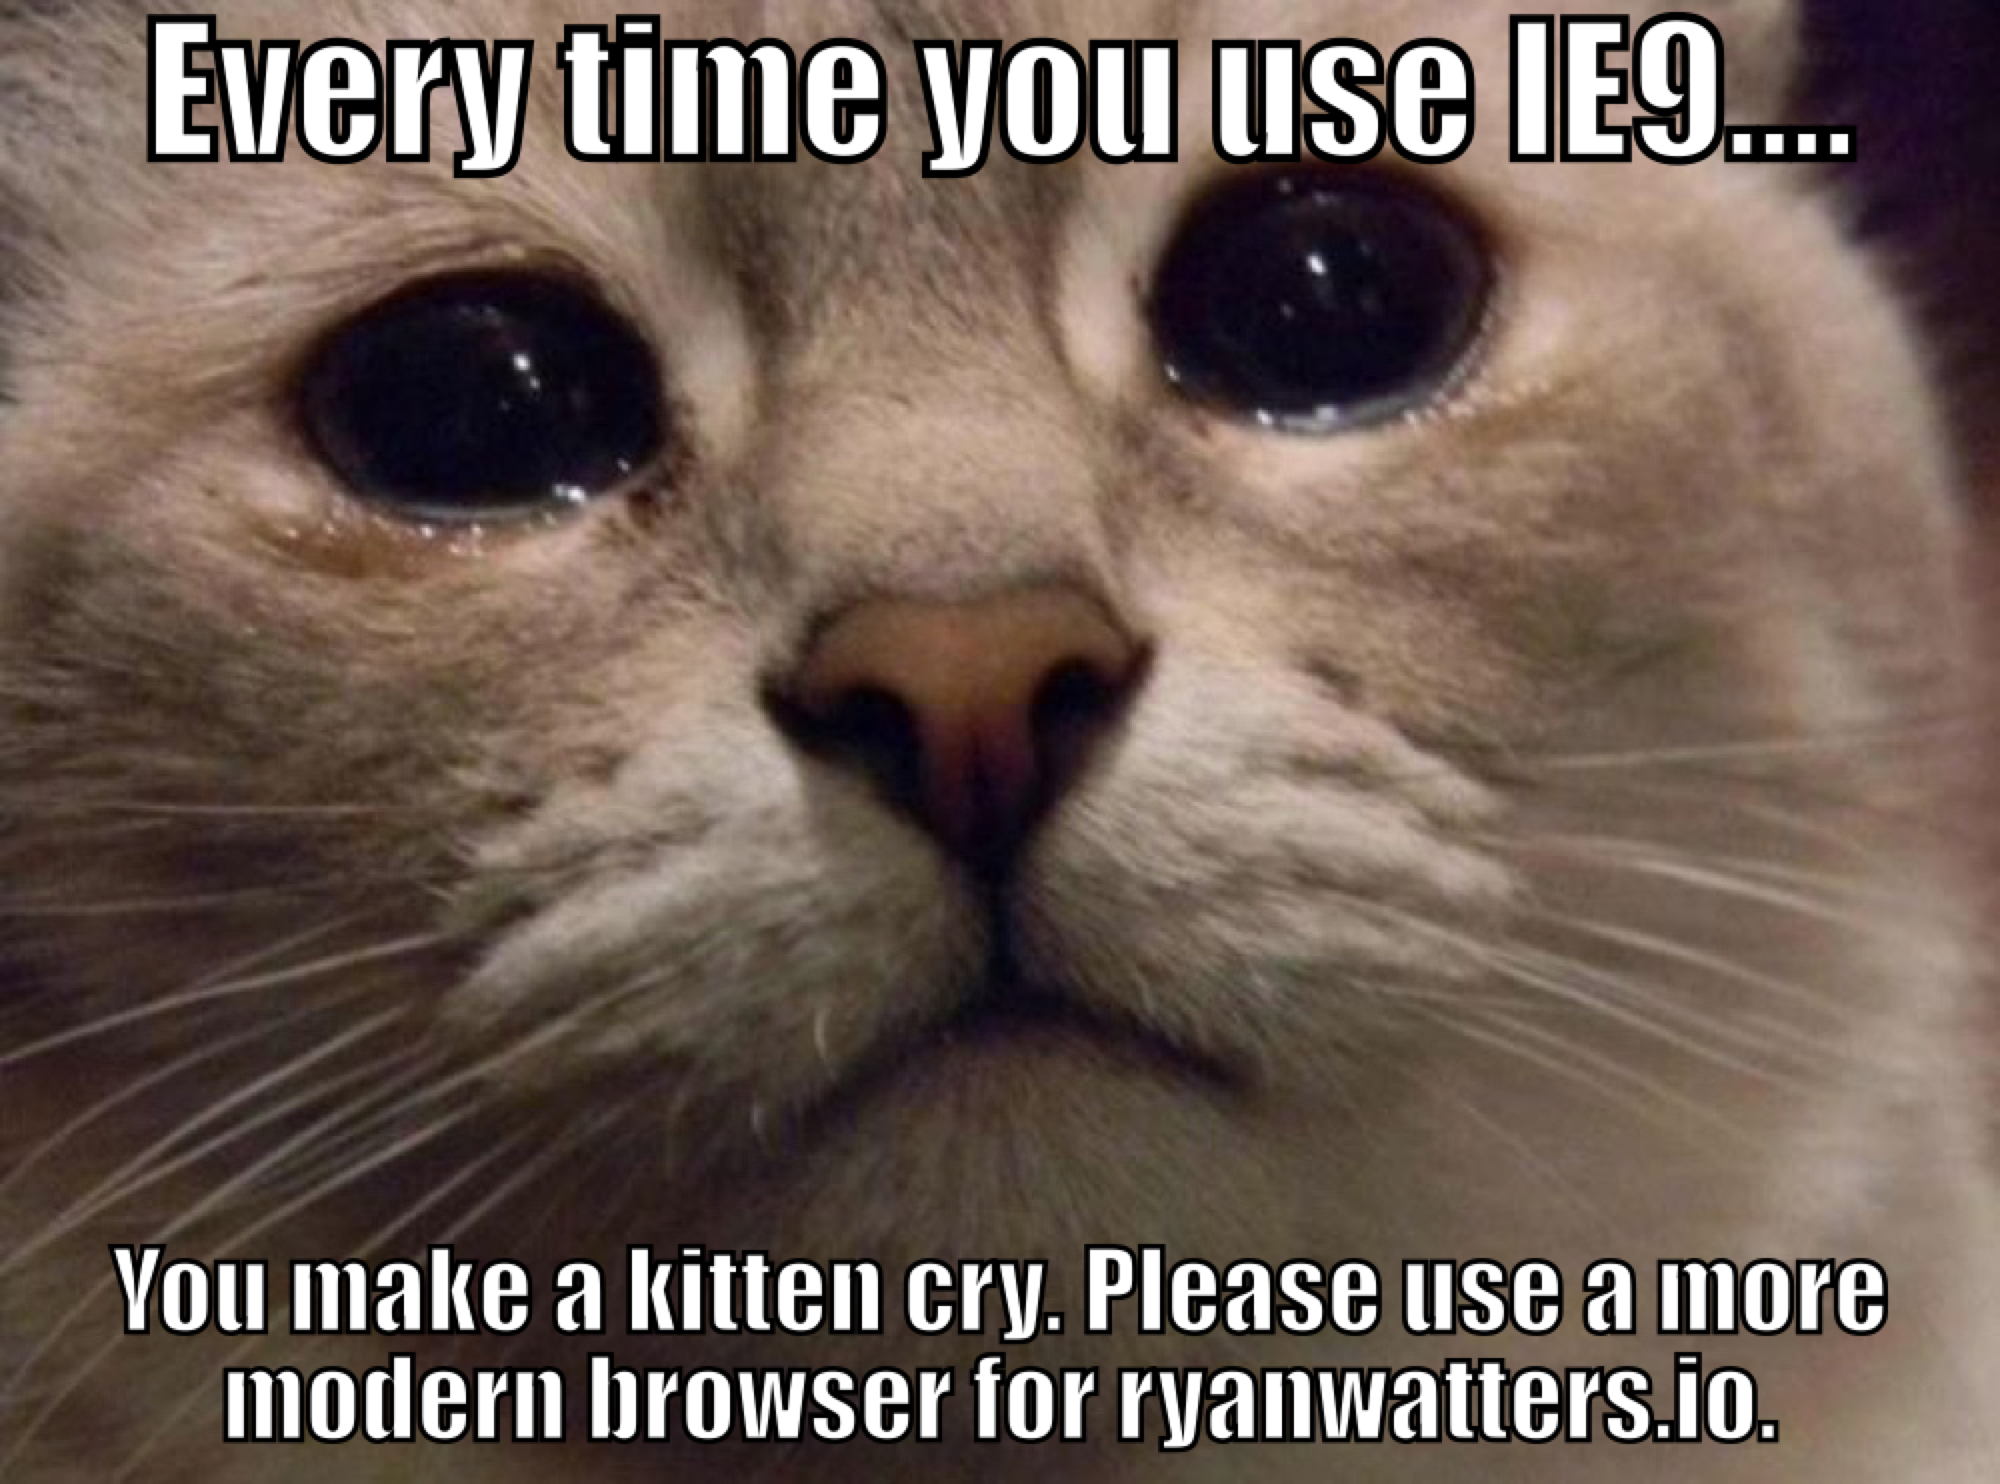 Every time you use IE9....
You make a kitten cry. Please use a more
modern browser for ryanwatters.io.